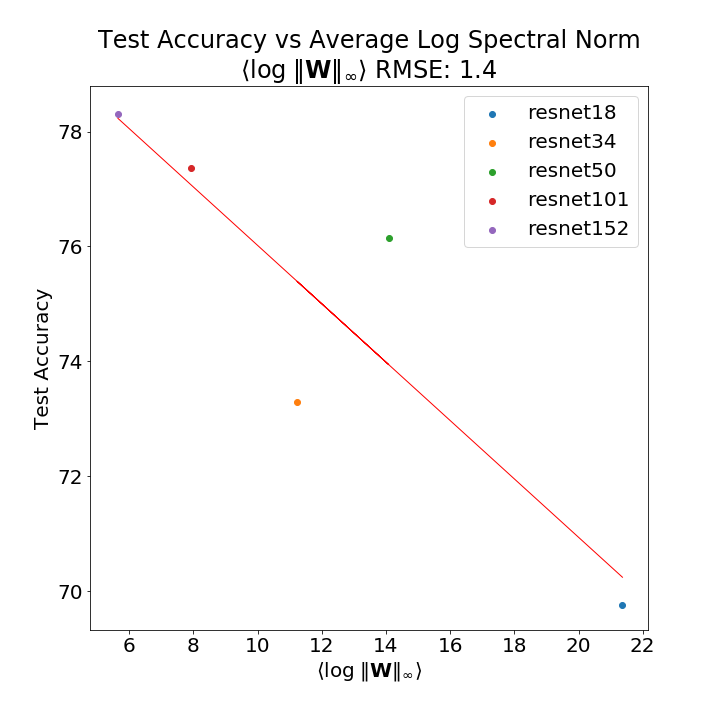 Test Accuracy vs Average Log Spectral Norm
⟨log ‖W‖∞⟩ RMSE: 1.4
resnet18
resnet34
resnet50
resnet101
resnet152
78
76
74
72
70
Test Accuracy
6 8 10 12 14 16 18 20 22
⟨log ‖W‖∞⟩